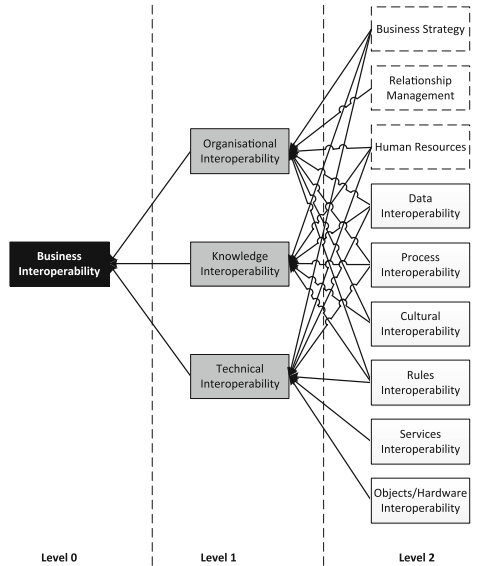 Business Strategy
Relationship
Management
Organisational
Interoperability
Human Resources
Data
Interoperability
Business
Interoperability
Knowledge
Interoperability
Process
Interoperability
Cultural
Interoperability
Technical
Interoperability
Rules
Interoperability
Services
Interoperability
Objects/Hardware
Interoperability
Level 0
Level 1
Level 2